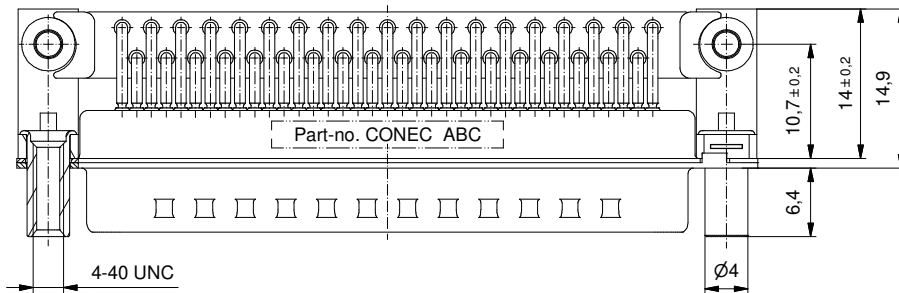 Part-no. CONEC ABC
10,7±0,2
14±0,2
14,9
6,4
4-40 UNC
Ø4